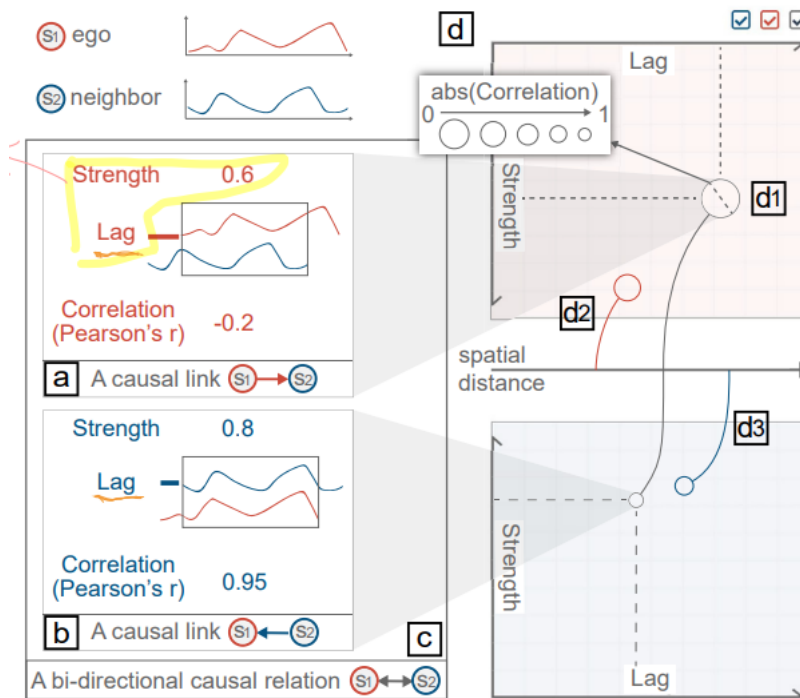 S1 ego
S2 neighbor
Strength 0.6
Lag
Correlation
(Pearson's r) -0.2
a A causal link S1 S2
Strength 0.8
Lag
Correlation
(Pearson's r) 0.95
b A causal link S1 S2
c
A bi-directional causal relation S1 S2
d
Lag
abs(Correlation)
0 1
Strength
d1
d2
spatial
distance
d3
Strength
Lag